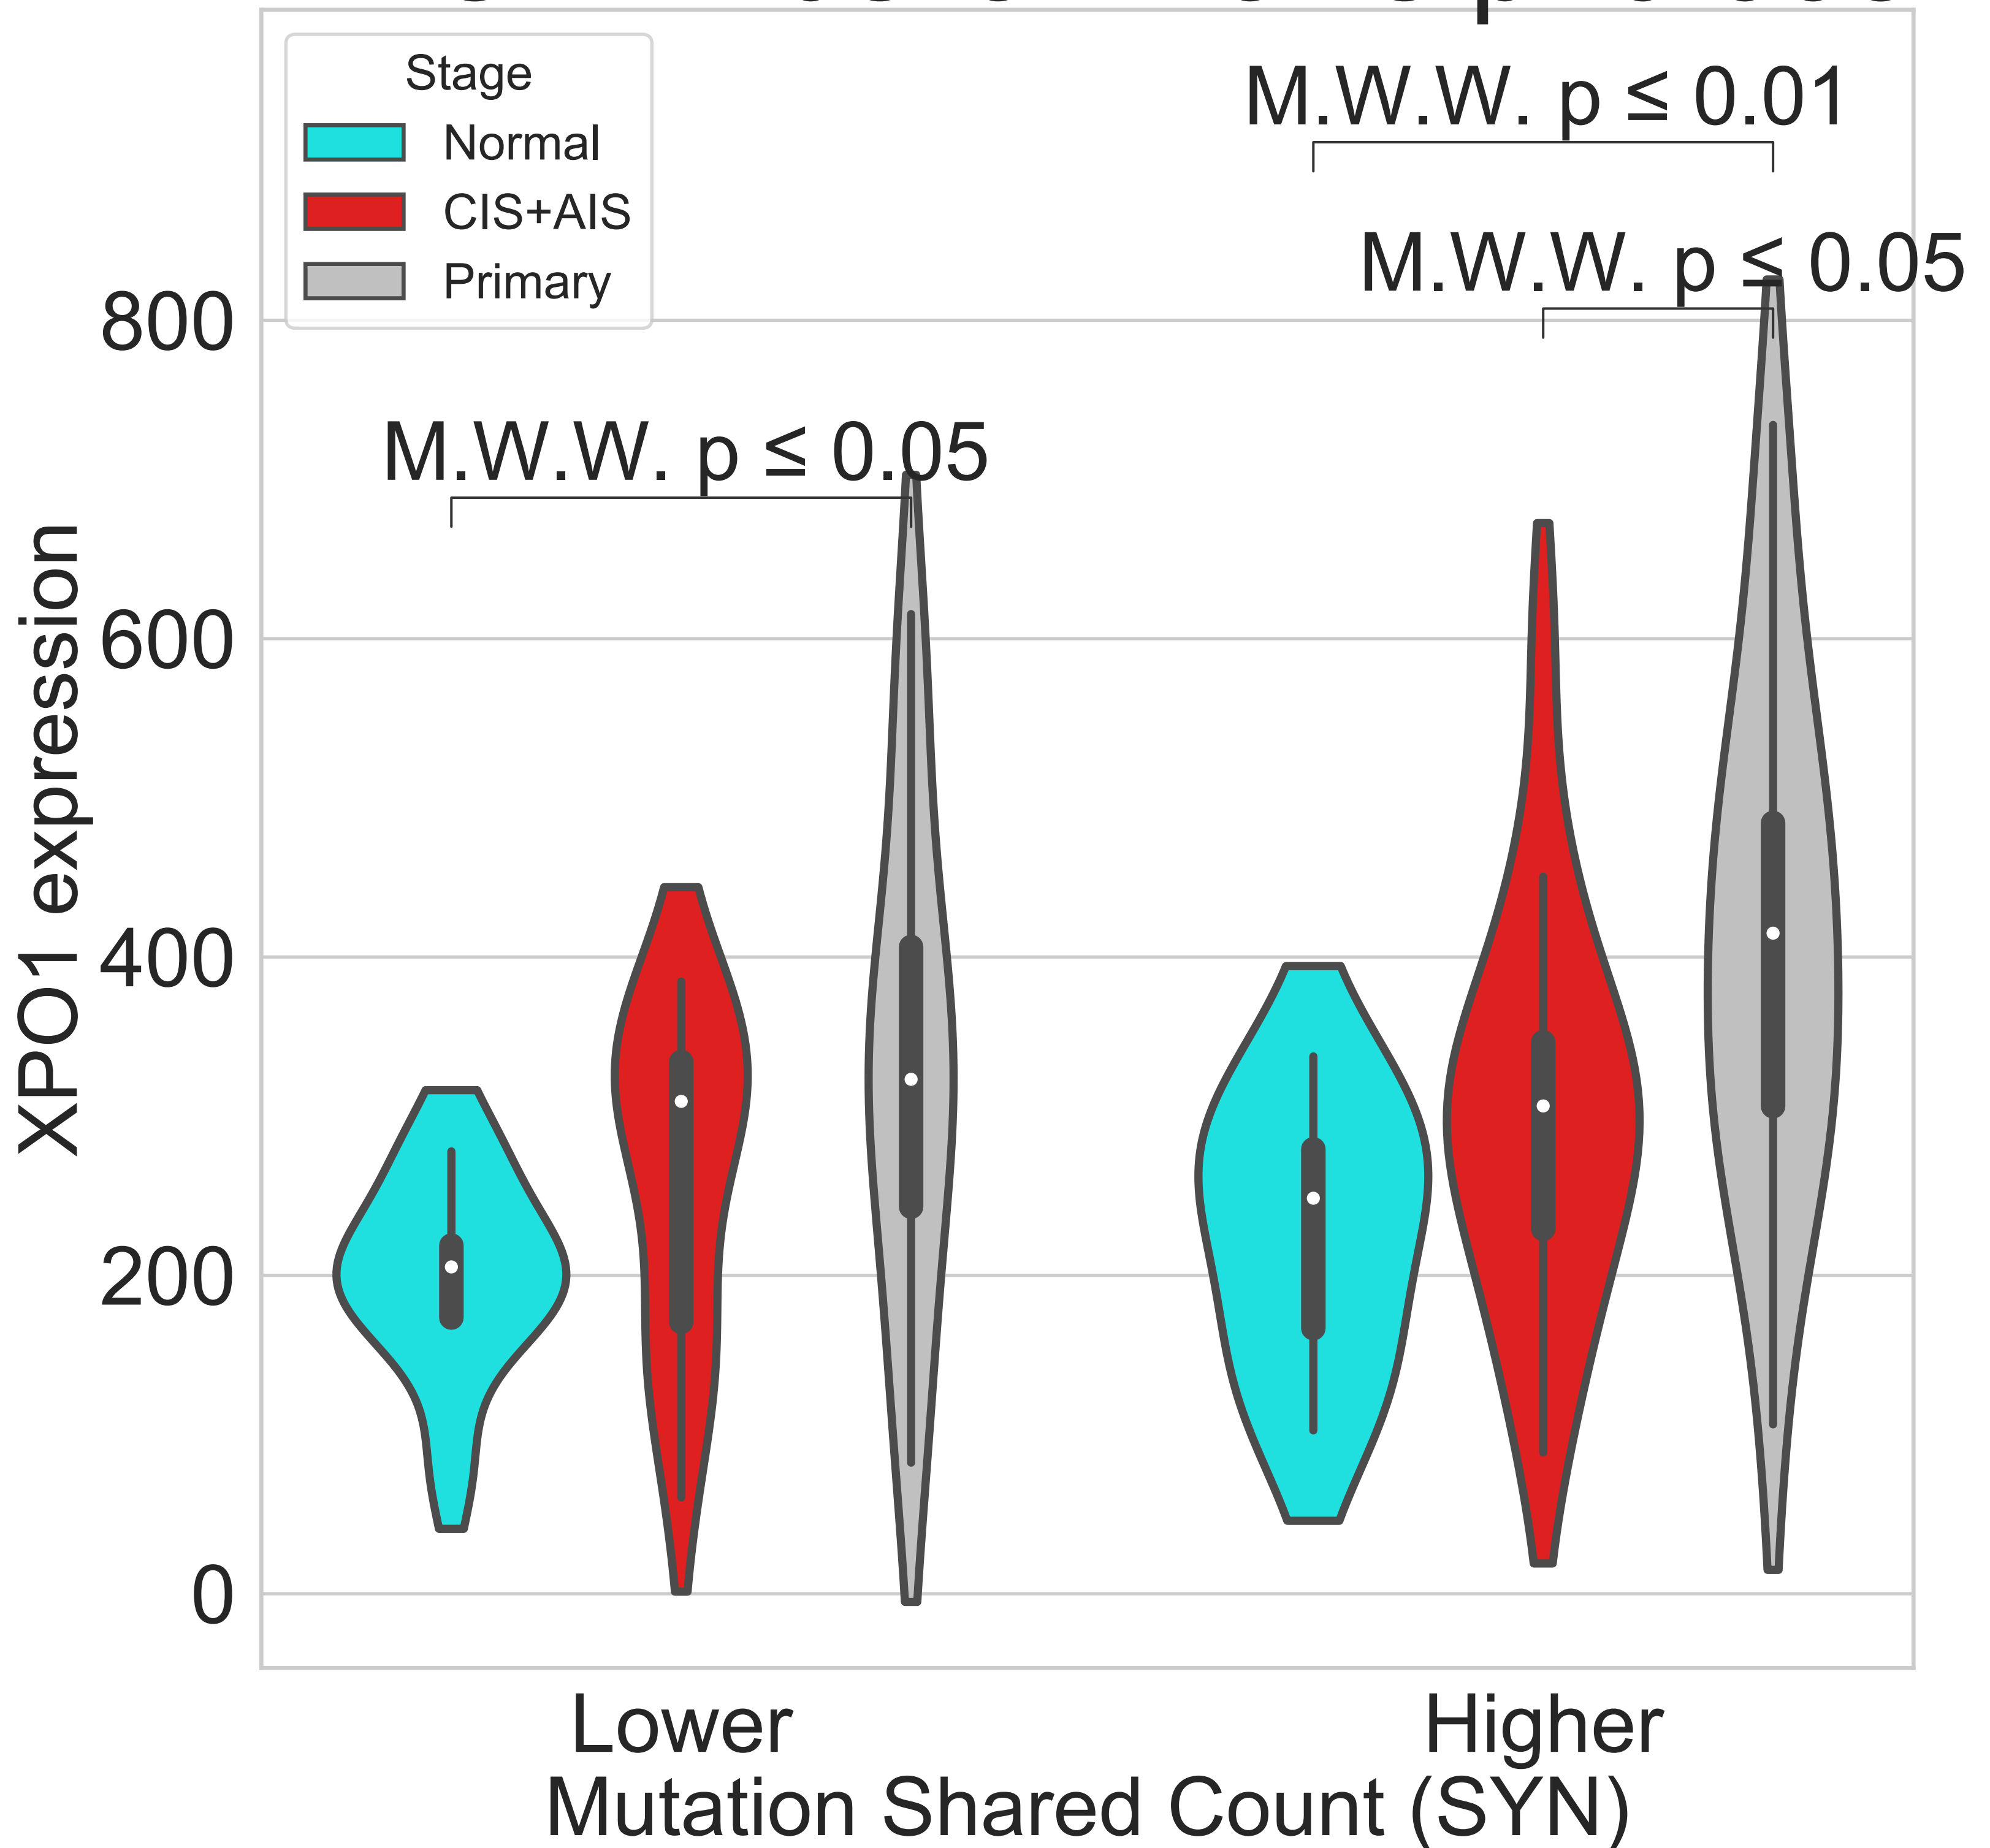 Stage
Normal
CIS+AIS
Primary
M.W.W. p ≤ 0.01
M.W.W. p ≤ 0.05
M.W.W. p ≤ 0.05
XPO1 expression
800
600
400
200
0
Lower
Higher
Mutation Shared Count (SYN)